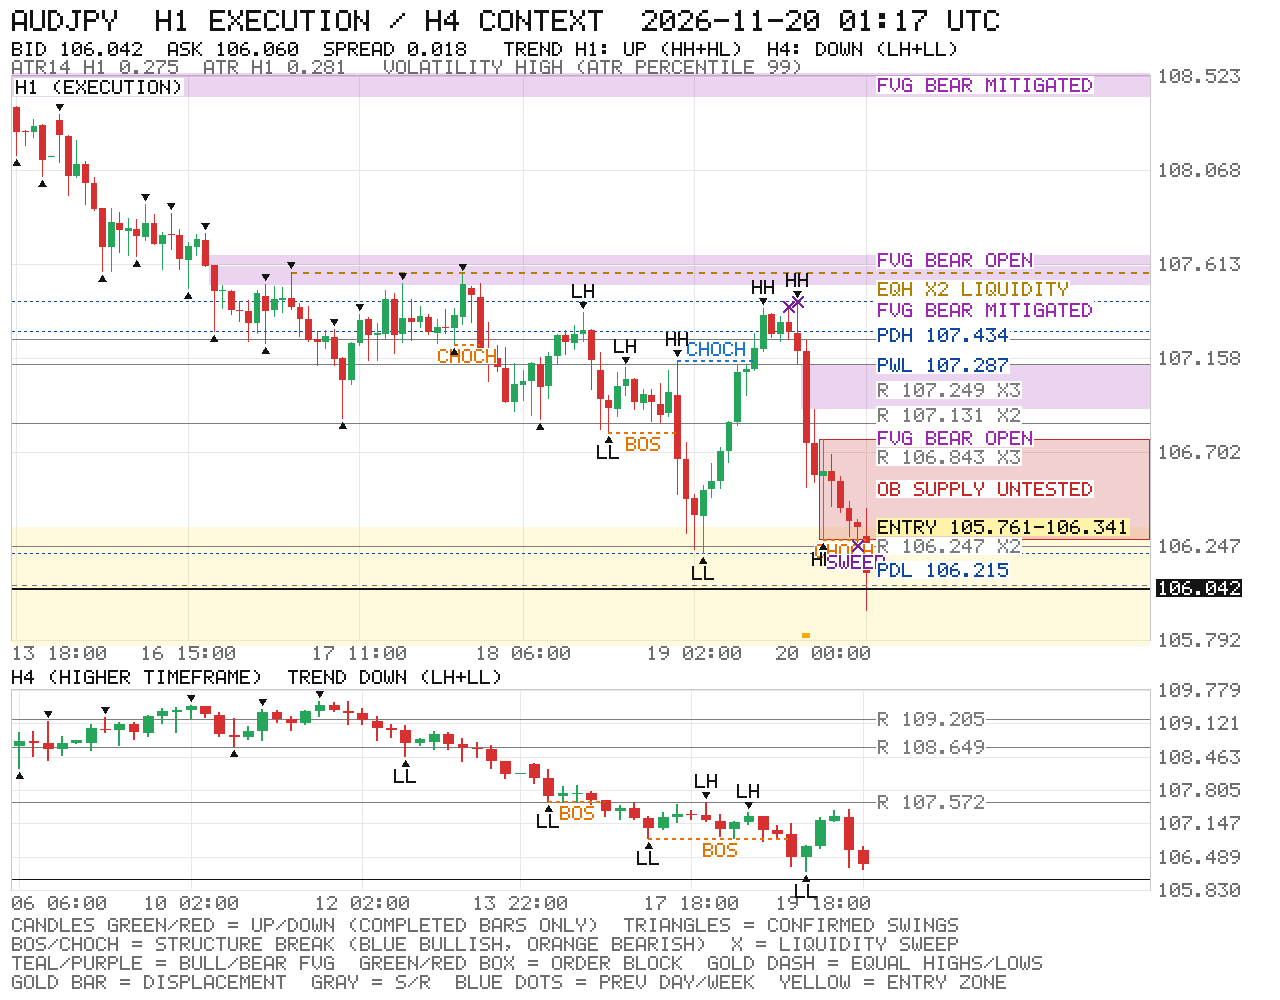 AUDJPY  H1 EXECUTION / H4 CONTEXT  2026-11-20 01:17 UTC
BID 106.042  ASK 106.060  SPREAD 0.018   TREND H1: UP (HH+HL)  H4: DOWN (LH+LL)
ATR14 H1 0.275  ATR H1 0.281   VOLATILITY HIGH (ATR PERCENTILE 99)
108.523
H1 (EXECUTION)
FVG BEAR MITIGATED
108.068
FVG BEAR OPEN
107.613
HH
HH
EQH X2 LIQUIDITY
LH
FVG BEAR MITIGATED
PDH 107.434
LH
HH
CHOCH
CHOCH
107.158
PWL 107.287
R 107.249 X3
R 107.131 X2
FVG BEAR OPEN
BOS
LL
106.702
R 106.843 X3
OB SUPPLY UNTESTED
ENTRY 105.761-106.341
CHOCH
R 106.247 X2
106.247
SWEEP
LL
PDL 106.215
106.042
105.792
13 18:00  16 15:00  17 11:00  18 06:00  19 02:00  20 00:00
H4 (HIGHER TIMEFRAME)  TREND DOWN (LH+LL)
109.779
R 109.205
109.121
R 108.649
108.463
LL
LH
LH
107.805
R 107.572
BOS
LL
107.147
BOS
LL
106.489
LL
105.830
06 06:00  10 02:00  12 02:00  13 22:00  17 18:00  19 18:00
CANDLES GREEN/RED = UP/DOWN (COMPLETED BARS ONLY)  TRIANGLES = CONFIRMED SWINGS
BOS/CHOCH = STRUCTURE BREAK (BLUE BULLISH, ORANGE BEARISH)  X = LIQUIDITY SWEEP
TEAL/PURPLE = BULL/BEAR FVG  GREEN/RED BOX = ORDER BLOCK  GOLD DASH = EQUAL HIGHS/LOWS
GOLD BAR = DISPLACEMENT  GRAY = S/R  BLUE DOTS = PREV DAY/WEEK  YELLOW = ENTRY ZONE